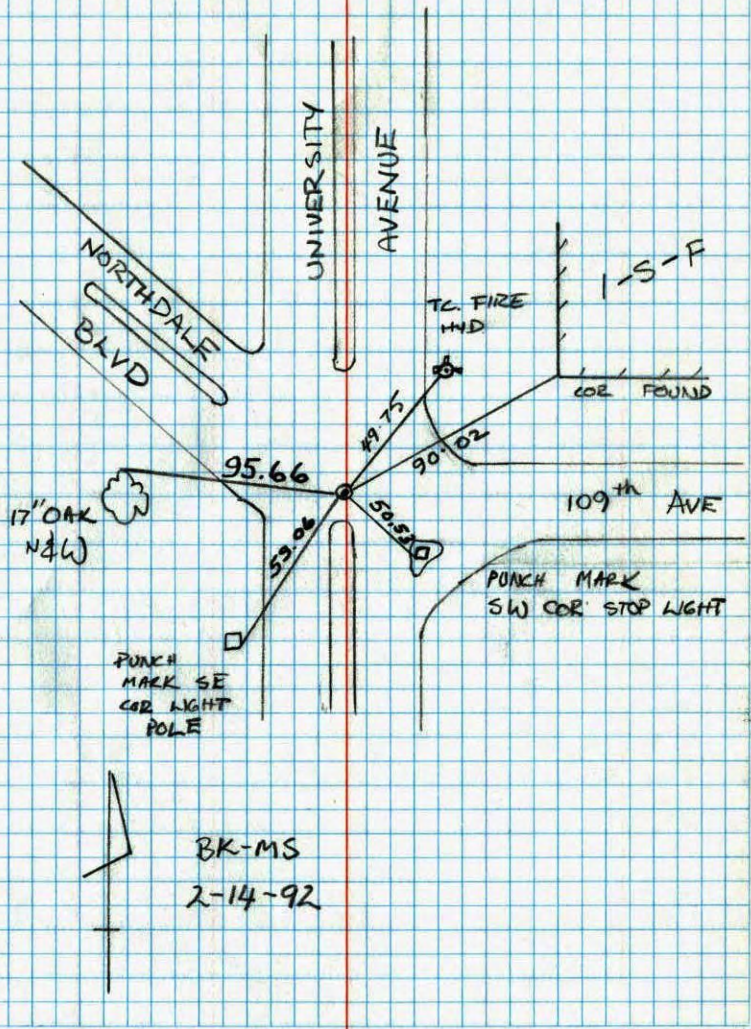 UNIVERSITY
AVENUE
NORTHDALE
BLVD
1-S-F
T.C. FIRE
HYD
COR FOUND
49.75
90.02
95.66
50.53
109th AVE
17" OAK
N&W
PUNCH MARK
SW COR STOP LIGHT
PUNCH
MARK SE
COR LIGHT
POLE
BK-MS
2-14-92